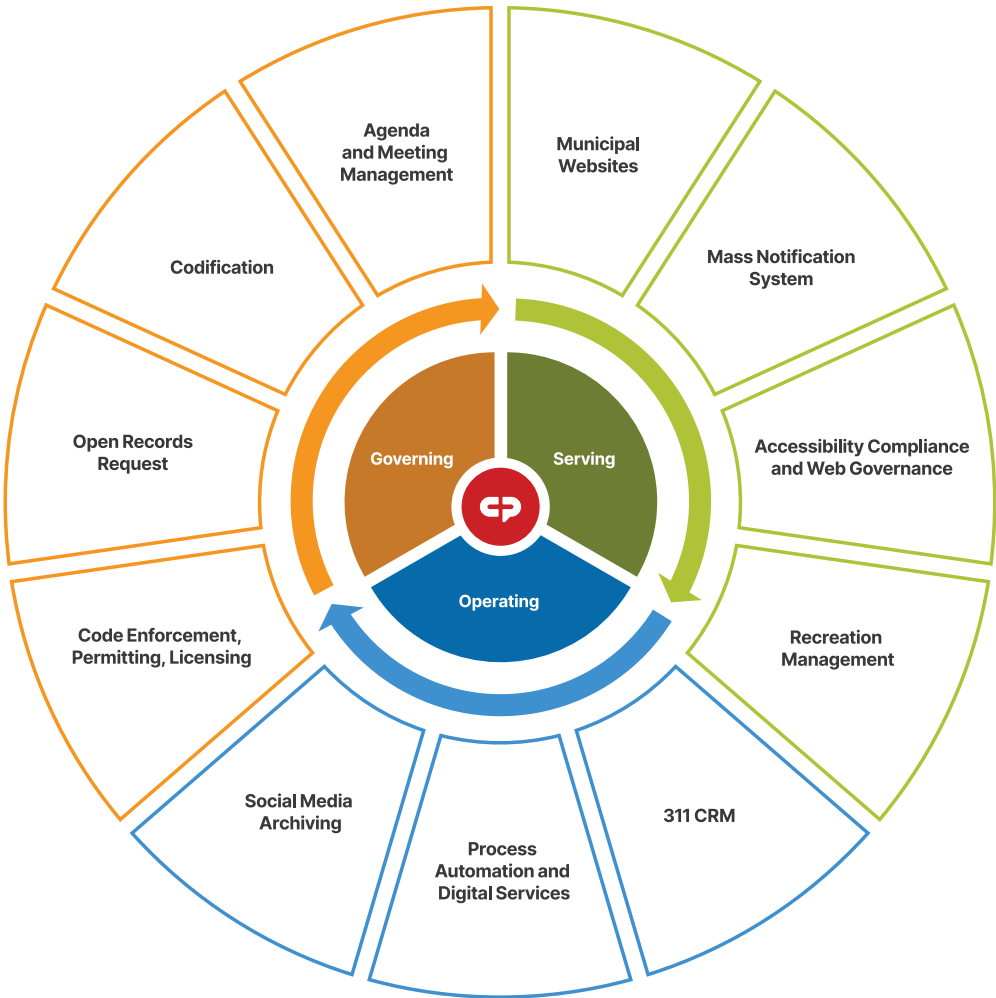 Agenda
and Meeting
Management
Municipal
Websites
Mass Notification
System
Codification
Open Records
Request
Accessibility Compliance
and Web Governance
Governing
Serving
Operating
Code Enforcement,
Permitting, Licensing
Recreation
Management
Social Media
Archiving
311 CRM
Process
Automation and
Digital Services